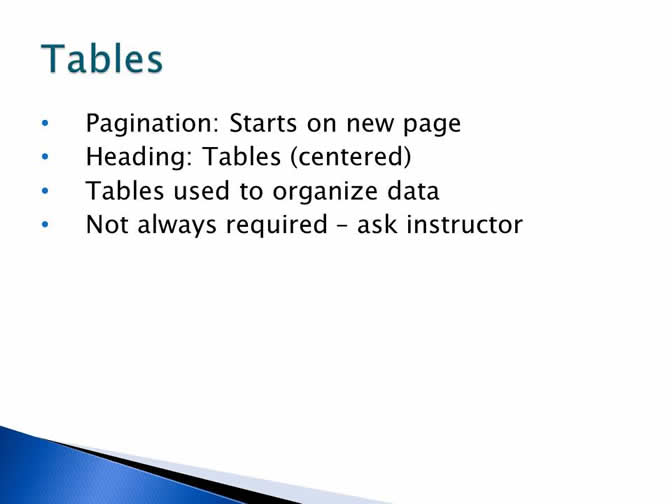 Tables
• Pagination: Starts on new page
• Heading: Tables (centered)
• Tables used to organize data
• Not always required – ask instructor